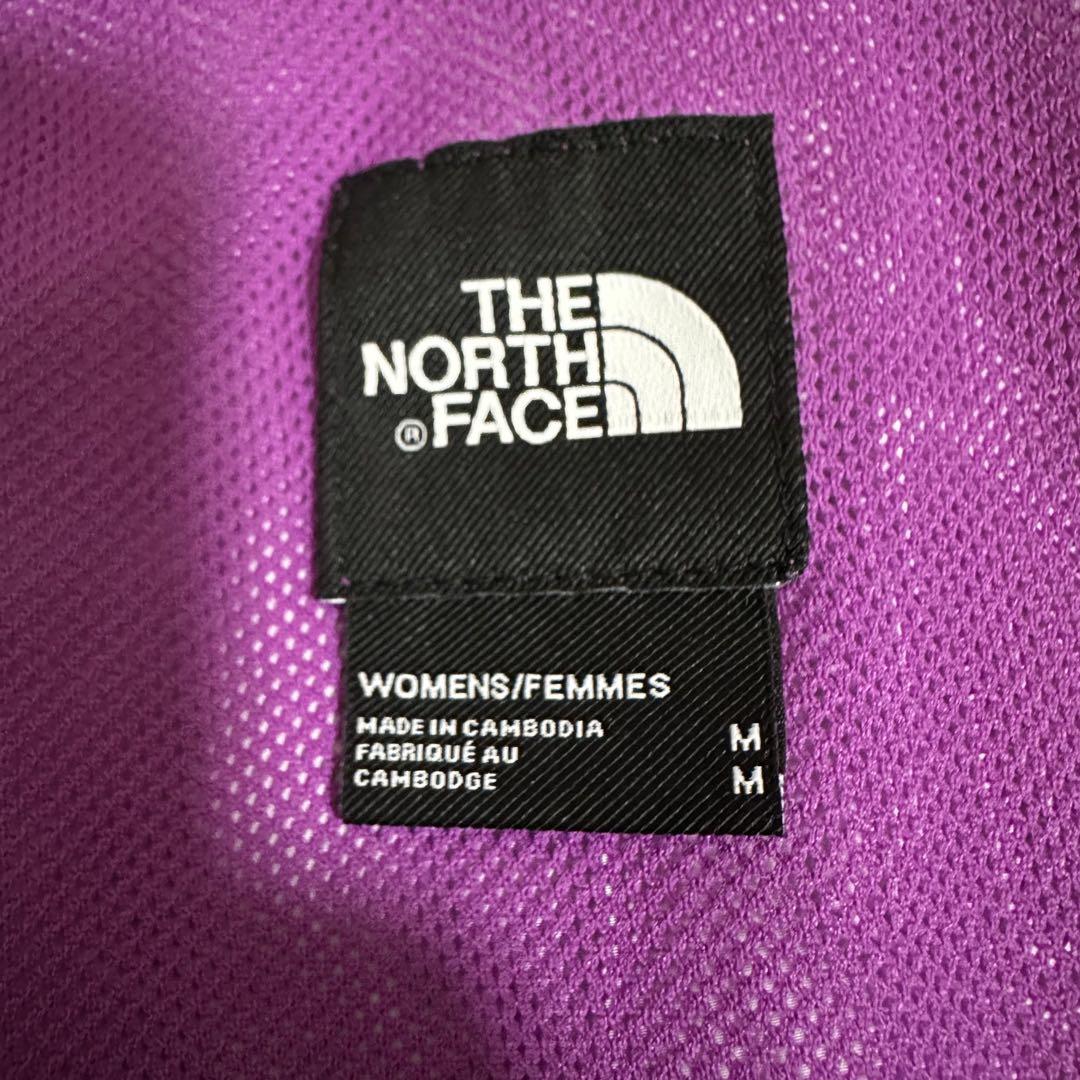 THE
NORTH
® FACE
WOMENS/FEMMES
MADE IN CAMBODIA M
FABRIQUÉ AU
CAMBODGE M